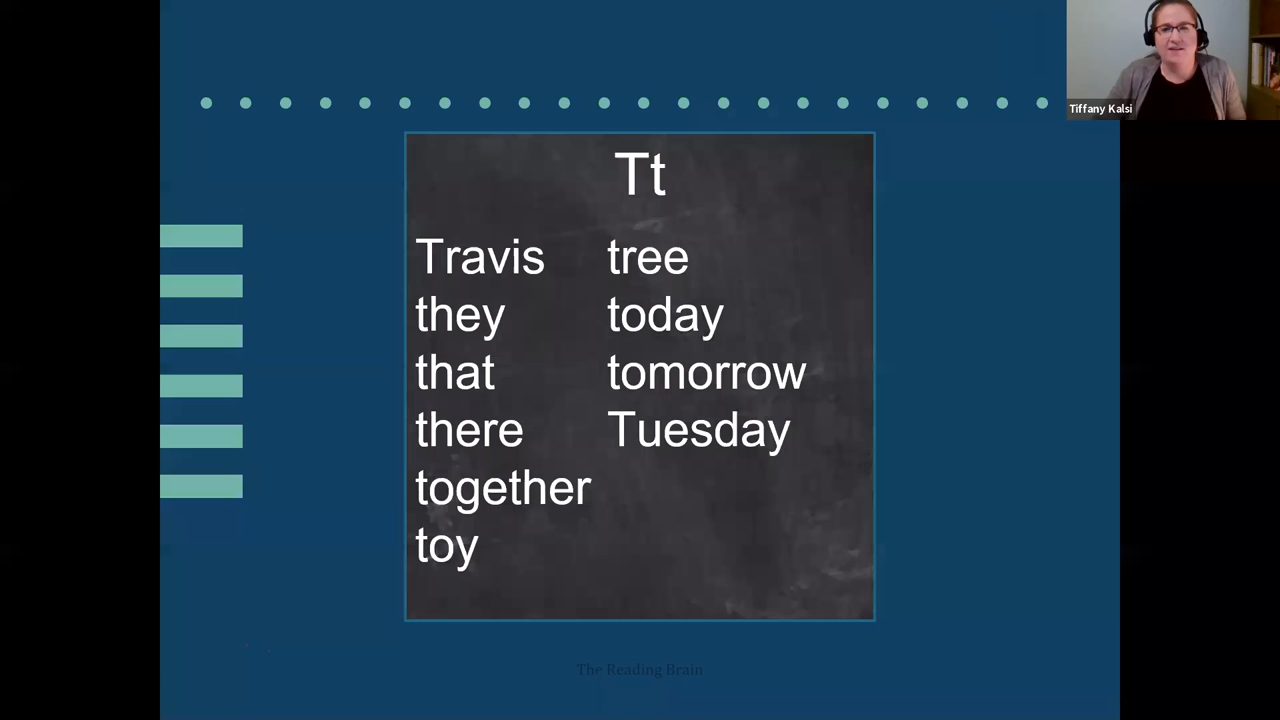 Tiffany Kalsi
Tt
Travis
they
that
there
together
toy
tree
today
tomorrow
Tuesday
The Reading Brain